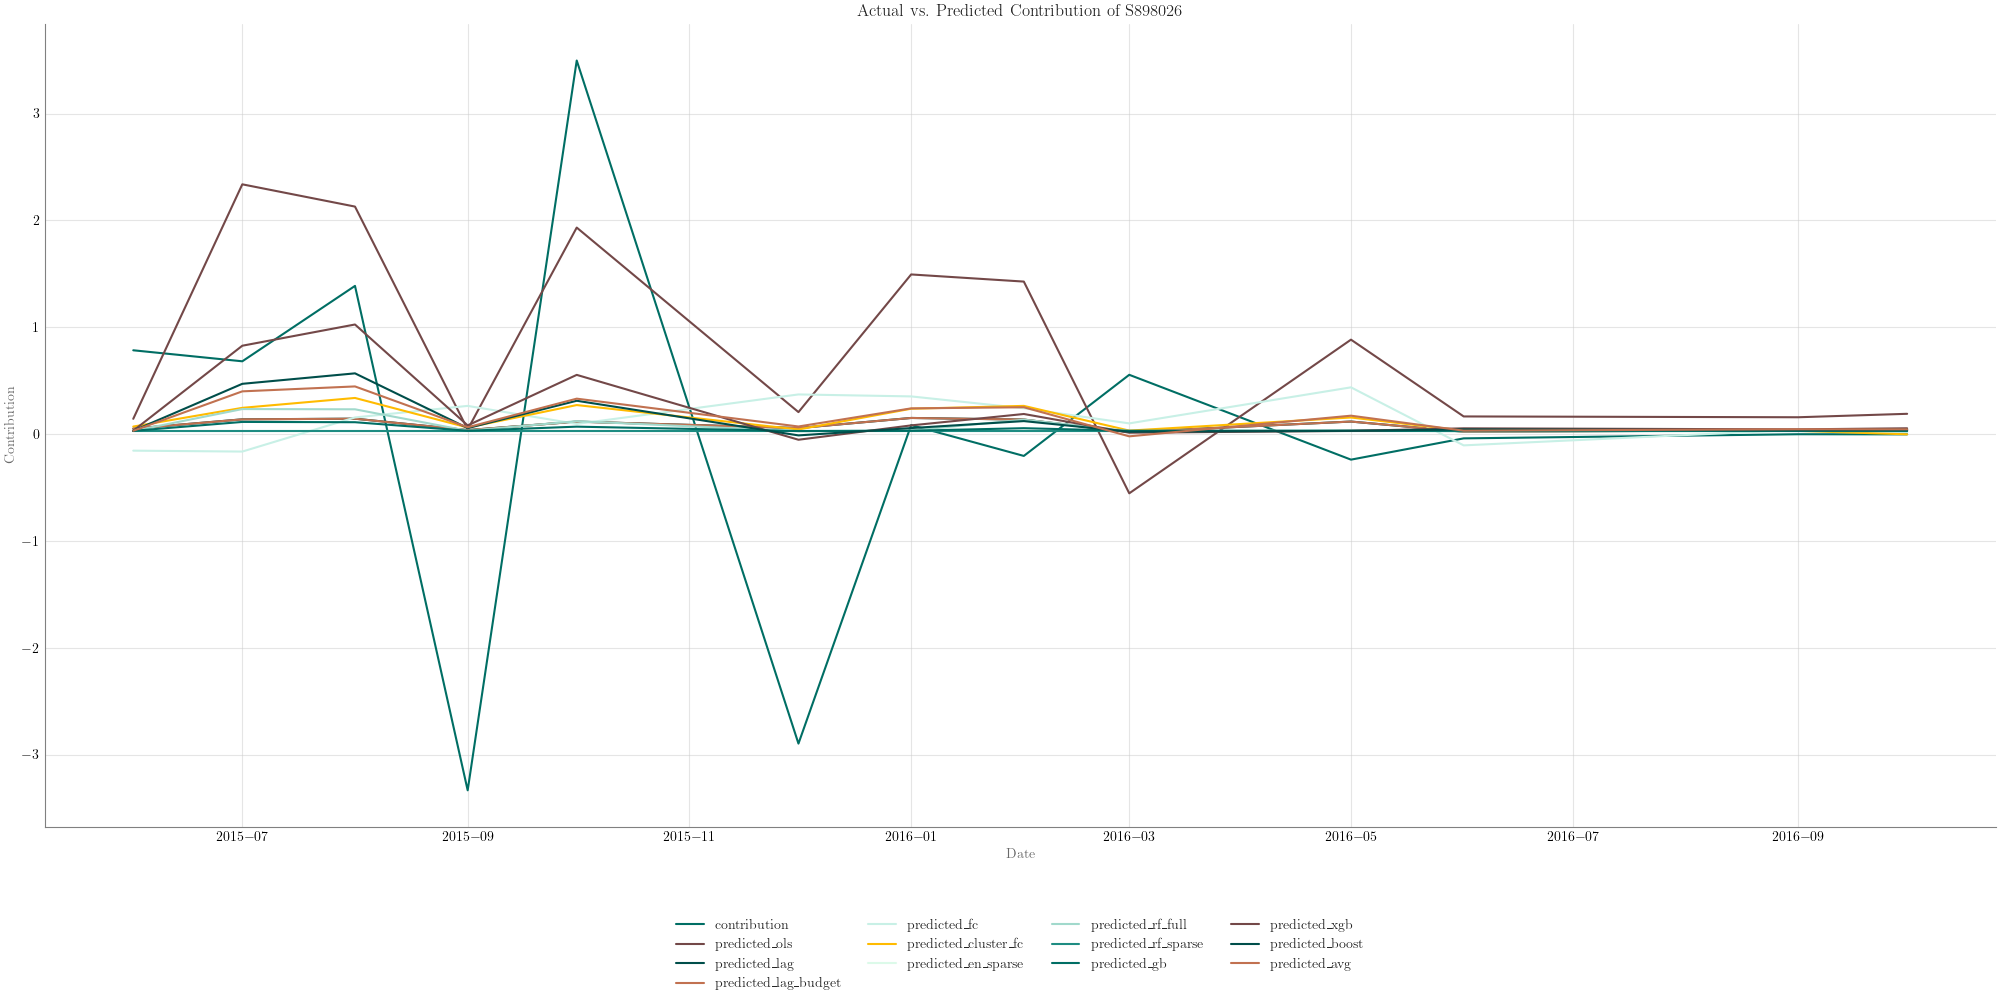 Actual vs. Predicted Contribution of S898026
Contribution
3
2
1
0
−1
−2
−3
2015−07
2015−09
2015−11
2016−01
2016−03
2016−05
2016−07
2016−09
Date
contribution
predicted_ols
predicted_lag
predicted_lag_budget
predicted_fc
predicted_cluster_fc
predicted_en_sparse
predicted_rf_full
predicted_rf_sparse
predicted_gb
predicted_xgb
predicted_boost
predicted_avg